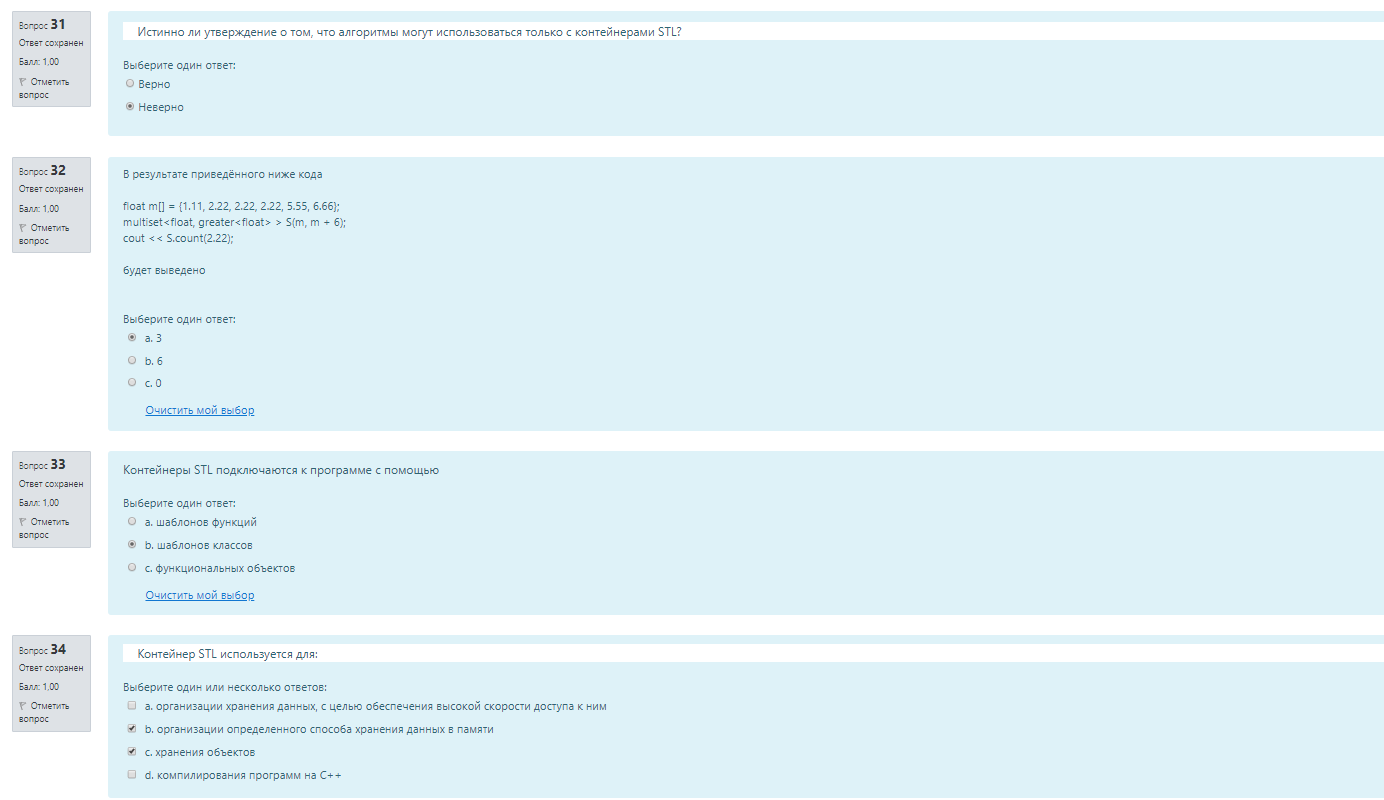 Вопрос 31
Ответ сохранен
Балл: 1,00
Отметить
вопрос
Истинно ли утверждение о том, что алгоритмы могут использоваться только с контейнерами STL?
Выберите один ответ:
Верно
Неверно
Вопрос 32
Ответ сохранен
Балл: 1,00
Отметить
вопрос
В результате приведённого ниже кода
float m[] = {1.11, 2.22, 2.22, 2.22, 5.55, 6.66};
multiset<float, greater<float> > S(m, m + 6);
cout << S.count(2.22);
будет выведено
Выберите один ответ:
a. 3
b. 6
c. 0
Очистить мой выбор
Вопрос 33
Ответ сохранен
Балл: 1,00
Отметить
вопрос
Контейнеры STL подключаются к программе с помощью
Выберите один ответ:
a. шаблонов функций
b. шаблонов классов
c. функциональных объектов
Очистить мой выбор
Вопрос 34
Ответ сохранен
Балл: 1,00
Отметить
вопрос
Контейнер STL используется для:
Выберите один или несколько ответов:
a. организации хранения данных, с целью обеспечения высокой скорости доступа к ним
b. организации определенного способа хранения данных в памяти
c. хранения объектов
d. компилирования программ на C++